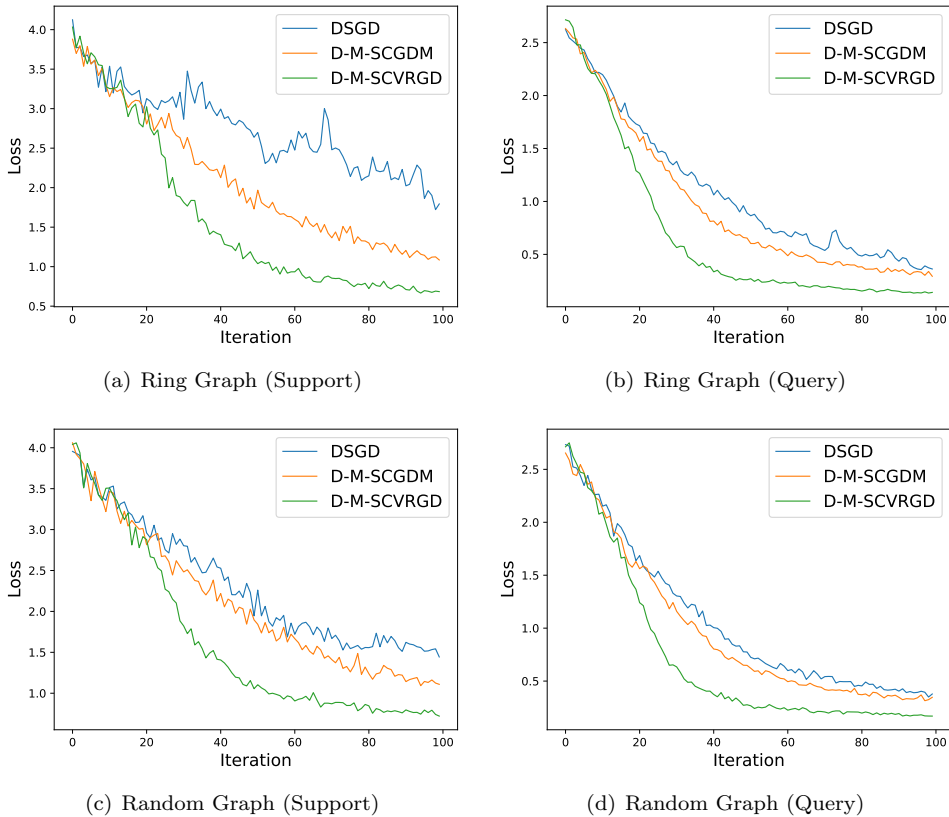 4.0
3.5
3.0
2.5
2.0
1.5
1.0
0.5
Loss
0 20 40 60 80 100
Iteration
DSGD
D-M-SCGDM
D-M-SCVRGD
(a) Ring Graph (Support)
2.5
2.0
1.5
1.0
0.5
Loss
0 20 40 60 80 100
Iteration
DSGD
D-M-SCGDM
D-M-SCVRGD
(b) Ring Graph (Query)
4.0
3.5
3.0
2.5
2.0
1.5
1.0
Loss
0 20 40 60 80 100
Iteration
DSGD
D-M-SCGDM
D-M-SCVRGD
(c) Random Graph (Support)
2.5
2.0
1.5
1.0
0.5
Loss
0 20 40 60 80 100
Iteration
DSGD
D-M-SCGDM
D-M-SCVRGD
(d) Random Graph (Query)